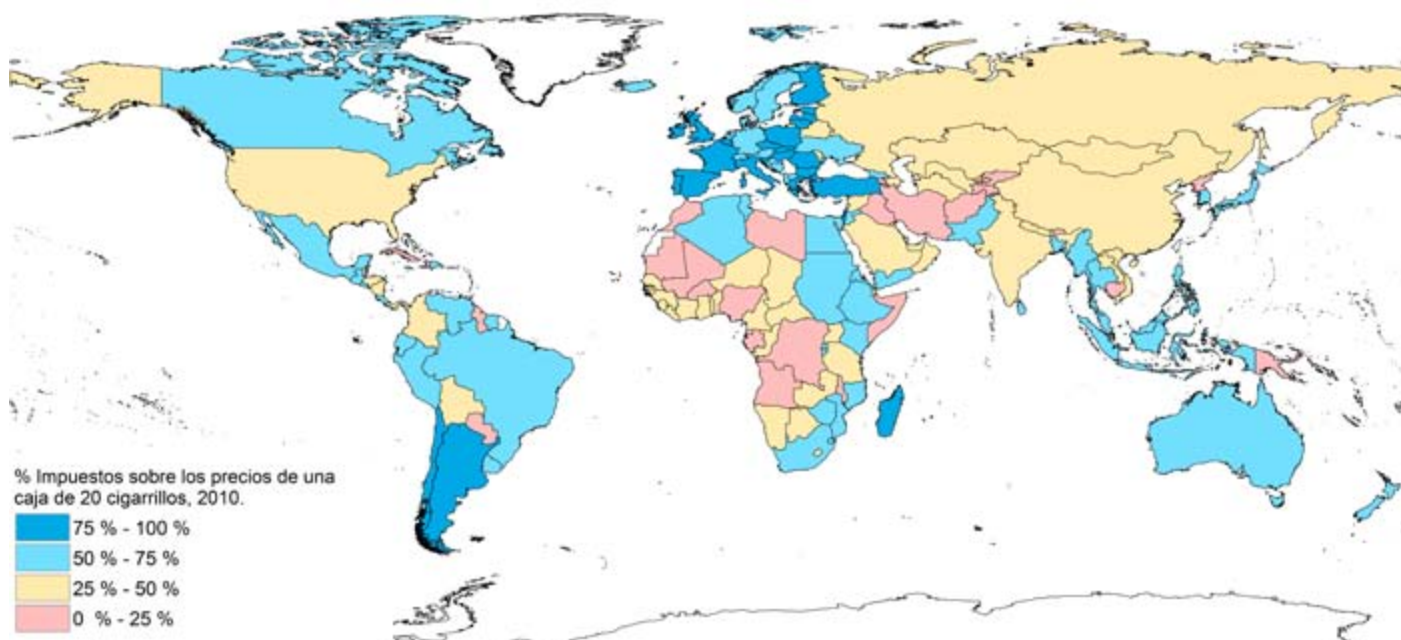 % Impuestos sobre los precios de una
caja de 20 cigarrillos, 2010.
75 % - 100 %
50 % - 75 %
25 % - 50 %
0 % - 25 %